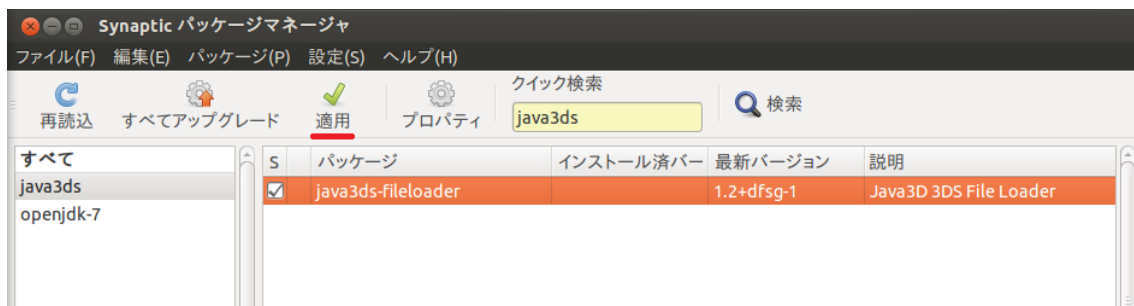 Synaptic パッケージマネージャ
ファイル(F) 編集(E) パッケージ(P) 設定(S) ヘルプ(H)
再読込 すべてアップグレード 適用 プロパティ
クイック検索
java3ds
検索
すべて
java3ds
openjdk-7
S パッケージ インストール済バー 最新バージョン 説明
java3ds-fileloader 1.2+dfsg-1 Java3D 3DS File Loader